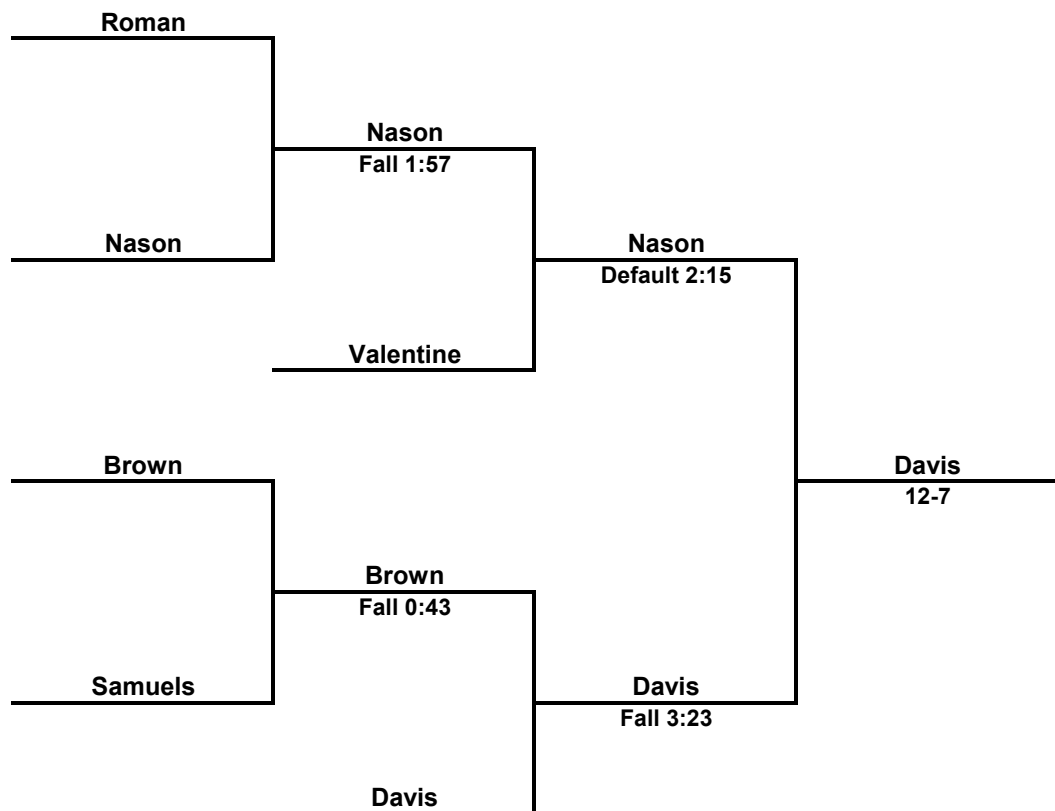 Roman
Nason
Fall 1:57
Nason
Nason
Default 2:15
Valentine
Brown
Davis
12-7
Brown
Fall 0:43
Samuels
Davis
Fall 3:23
Davis